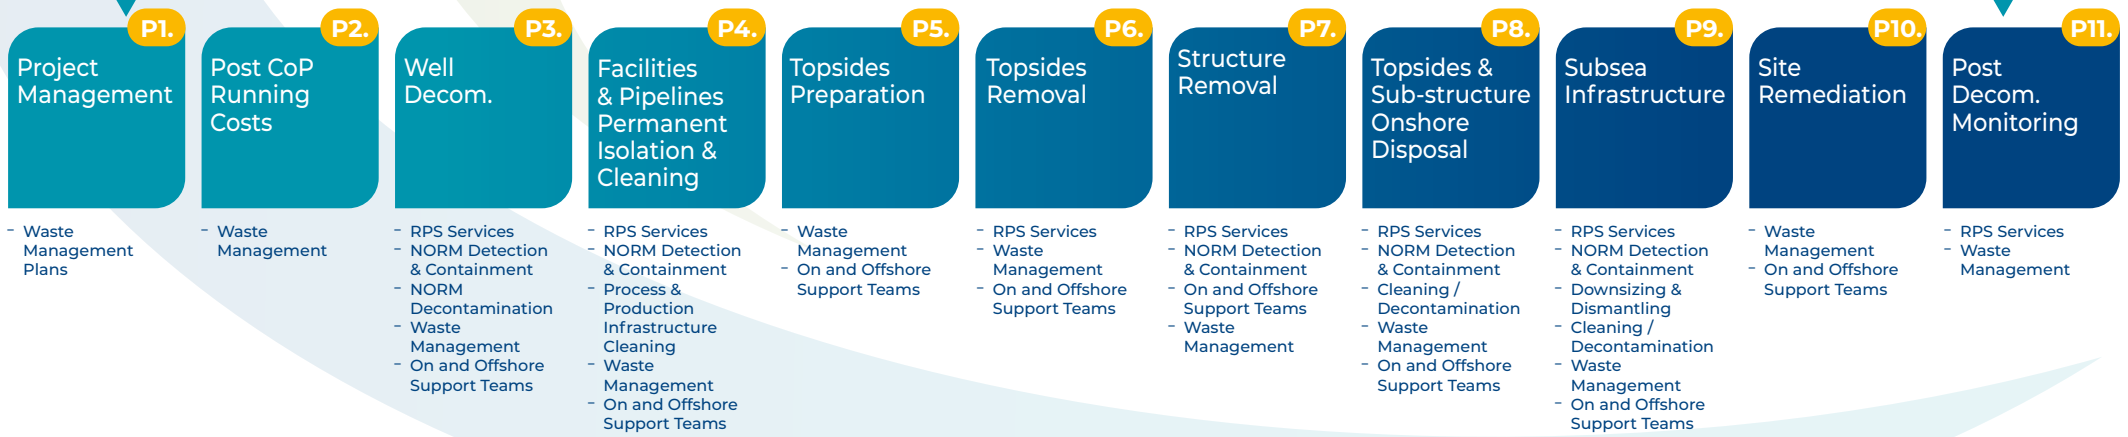 P1.
Project
Management
- Waste
Management
Plans
P2.
Post CoP
Running
Costs
- Waste
Management
P3.
Well
Decom.
- RPS Services
- NORM Detection
& Containment
- NORM
Decontamination
- Waste
Management
- On and Offshore
Support Teams
P4.
Facilities
& Pipelines
Permanent
Isolation &
Cleaning
- RPS Services
- NORM Detection
& Containment
- Process &
Production
Infrastructure
Cleaning
- Waste
Management
- On and Offshore
Support Teams
P5.
Topsides
Preparation
- Waste
Management
- On and Offshore
Support Teams
P6.
Topsides
Removal
- RPS Services
- Waste
Management
- On and Offshore
Support Teams
P7.
Structure
Removal
- RPS Services
- NORM Detection
& Containment
- On and Offshore
Support Teams
- Waste
Management
P8.
Topsides &
Sub-structure
Onshore
Disposal
- RPS Services
- NORM Detection
& Containment
- Cleaning /
Decontamination
- Waste
Management
- On and Offshore
Support Teams
P9.
Subsea
Infrastructure
- RPS Services
- NORM Detection
& Containment
- Downsizing &
Dismantling
- Cleaning /
Decontamination
- Waste
Management
- On and Offshore
Support Teams
P10.
Site
Remediation
- Waste
Management
- On and Offshore
Support Teams
P11.
Post
Decom.
Monitoring
- RPS Services
- Waste
Management